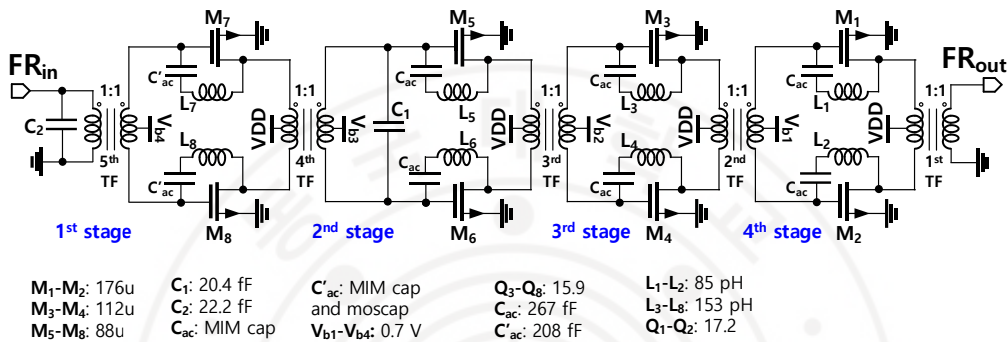 M7 M5 M3 M1
FRin FRout
C'ac Cac Cac Cac
1:1 1:1 1:1 1:1 1:1
L7 L5 L3 L1
C2 Vb4 VDD Vb3 C1 VDD Vb2 VDD Vb1 VDD
L8 L6 L4 L2
5th 4th 3rd 2nd 1st
TF TF TF TF TF
C'ac Cac Cac Cac
M8 M6 M4 M2
1st stage 2nd stage 3rd stage 4th stage
M1-M2: 176u C1: 20.4 fF C'ac: MIM cap Q3-Q8: 15.9 L1-L2: 85 pH
M3-M4: 112u C2: 22.2 fF and moscap Cac: 267 fF L3-L8: 153 pH
M5-M8: 88u Cac: MIM cap Vb1-Vb4: 0.7 V C'ac: 208 fF Q1-Q2: 17.2